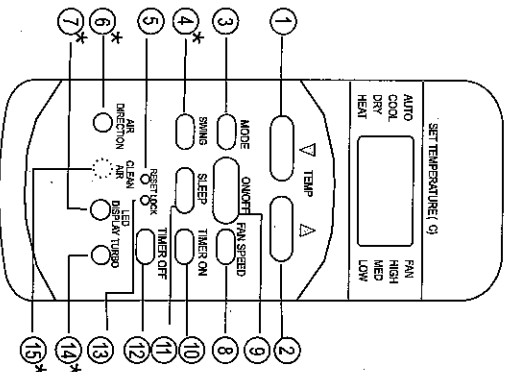 SET TEMPERATURE( C)
AUTO
COOL
DRY
HEAT
FAN
HIGH
MED
LOW
▽ TEMP △
MODE
ON/OFF
FAN SPEED
SWING
SLEEP
TIMER ON
RESET LOCK
TIMER OFF
AIR
DIRECTION
CLEAN
AIR
LED
DISPLAY TURBO
1
2
3
4*
5
6*
7*
8
9
10
11
12
13
14*
15*